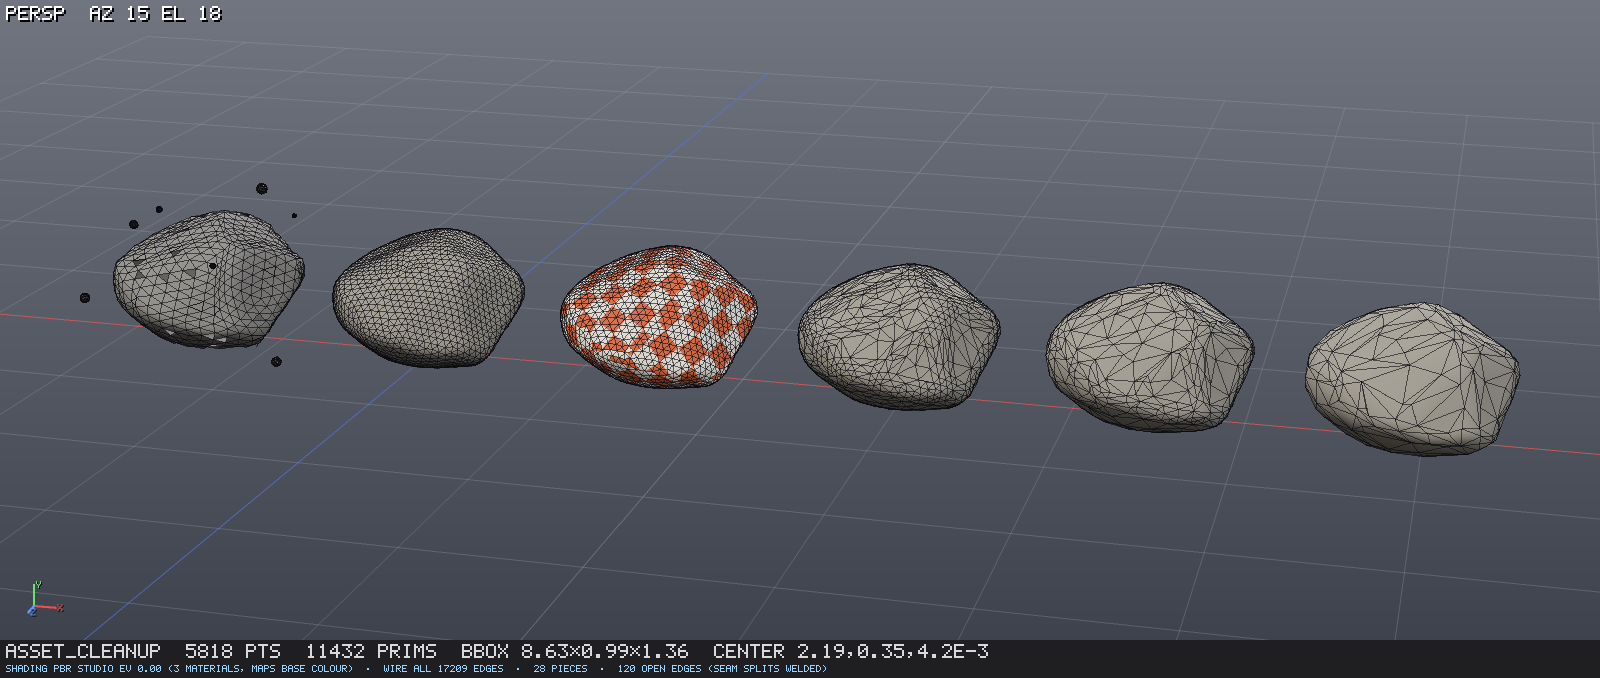 PERSP AZ 15 EL 18
Y
X
Z
ASSET_CLEANUP 5818 PTS 11432 PRIMS BBOX 8.63×0.99×1.36 CENTER 2.19,0.35,4.2E-3
SHADING PBR STUDIO EV 0.00 (3 MATERIALS, MAPS BASE COLOUR) · WIRE ALL 17209 EDGES · 28 PIECES · 120 OPEN EDGES (SEAM SPLITS WELDED)